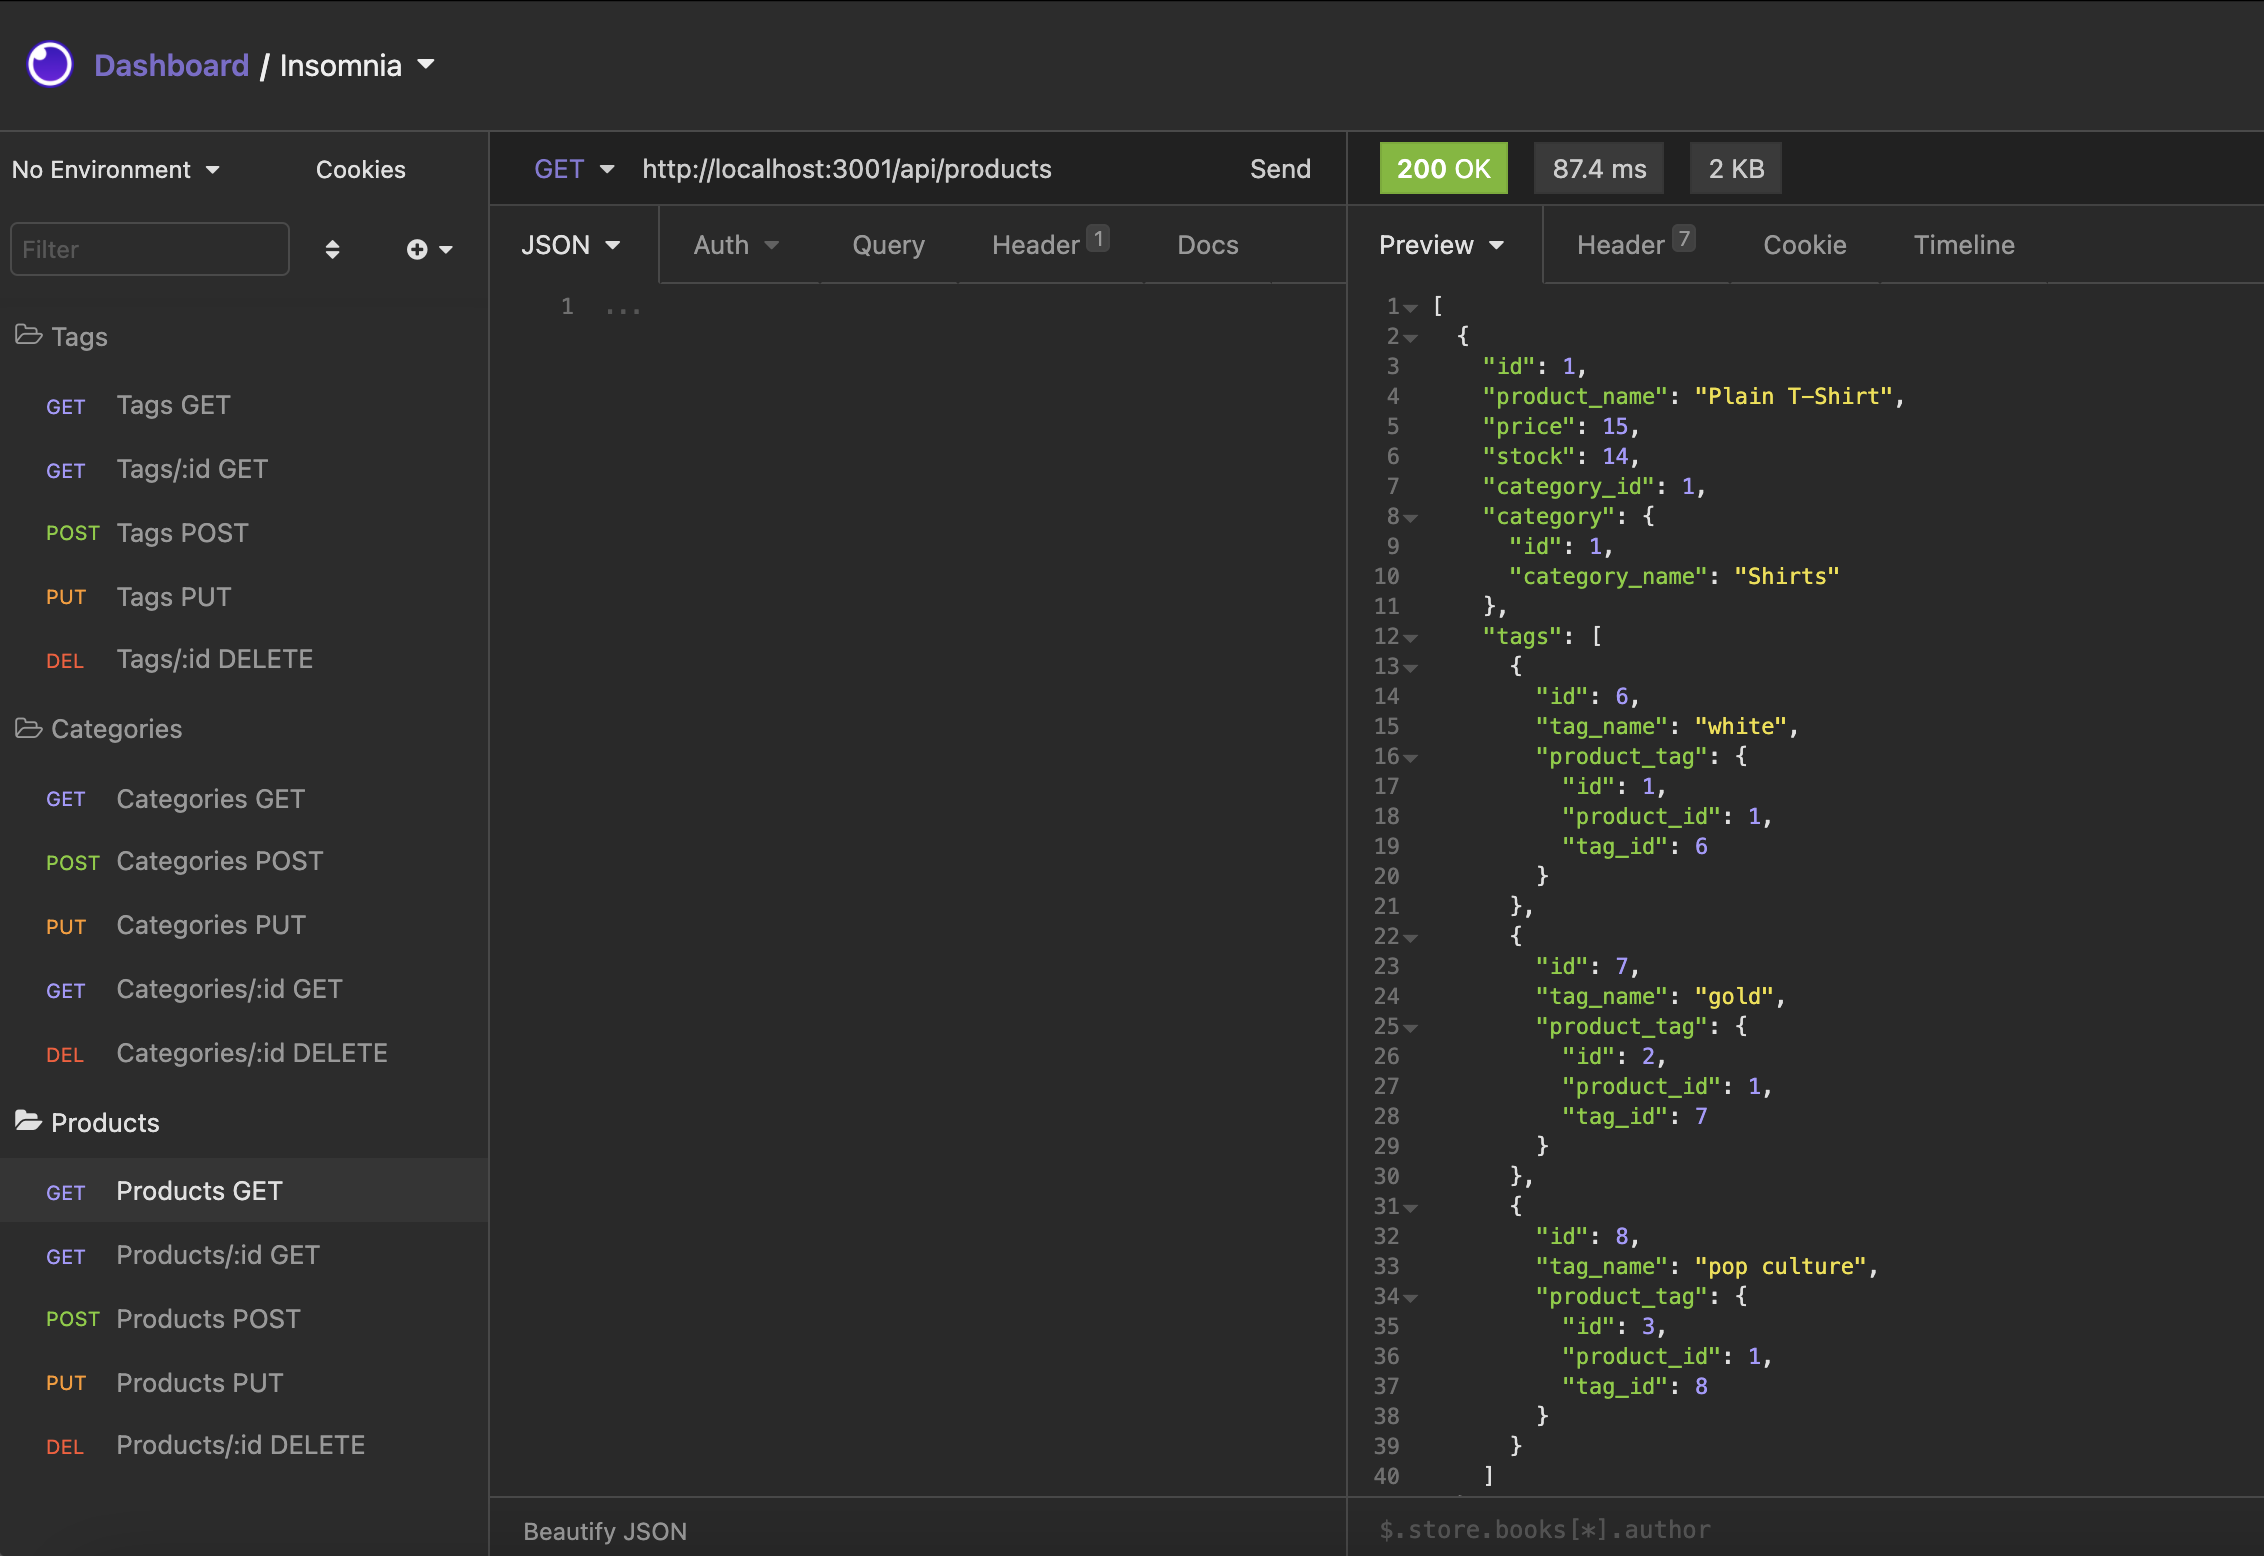 Dashboard / Insomnia
No Environment
Cookies
Filter
Tags
GET Tags GET
GET Tags/:id GET
POST Tags POST
PUT Tags PUT
DEL Tags/:id DELETE
Categories
GET Categories GET
POST Categories POST
PUT Categories PUT
GET Categories/:id GET
DEL Categories/:id DELETE
Products
GET Products GET
GET Products/:id GET
POST Products POST
PUT Products PUT
DEL Products/:id DELETE
GET http://localhost:3001/api/products Send
JSON Auth Query Header 1 Docs
1 ...
Beautify JSON
200 OK 87.4 ms 2 KB
Preview Header 7 Cookie Timeline
1 [
2 {
3 "id": 1,
4 "product_name": "Plain T-Shirt",
5 "price": 15,
6 "stock": 14,
7 "category_id": 1,
8 "category": {
9 "id": 1,
10 "category_name": "Shirts"
11 },
12 "tags": [
13 {
14 "id": 6,
15 "tag_name": "white",
16 "product_tag": {
17 "id": 1,
18 "product_id": 1,
19 "tag_id": 6
20 }
21 },
22 {
23 "id": 7,
24 "tag_name": "gold",
25 "product_tag": {
26 "id": 2,
27 "product_id": 1,
28 "tag_id": 7
29 }
30 },
31 {
32 "id": 8,
33 "tag_name": "pop culture",
34 "product_tag": {
35 "id": 3,
36 "product_id": 1,
37 "tag_id": 8
38 }
39 }
40 ]
$.store.books[*].author